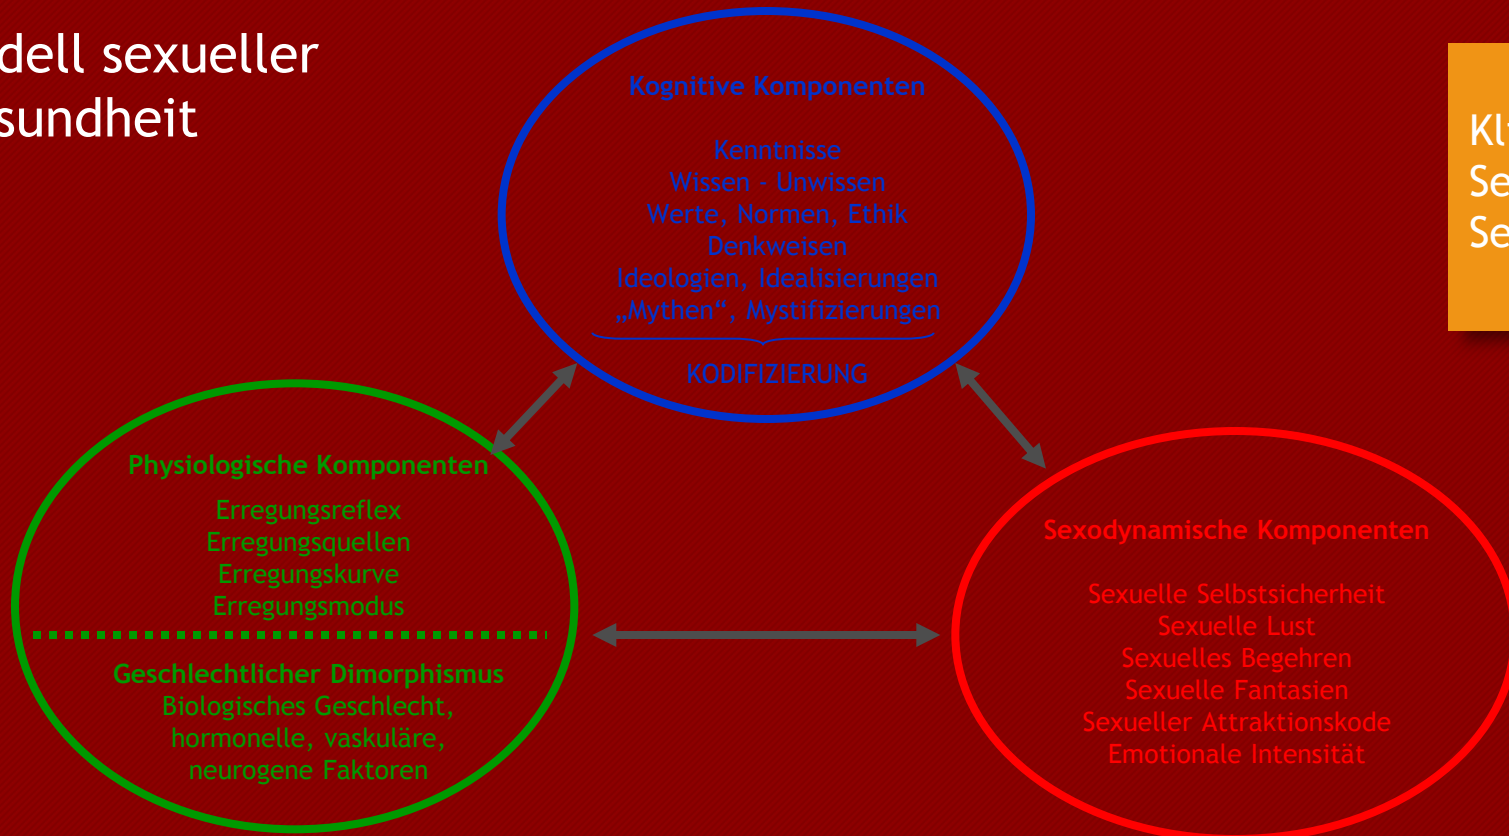 dell sexueller
sundheit
Kl
Se
Se
Kognitive Komponenten
Kenntnisse
Wissen - Unwissen
Werte, Normen, Ethik
Denkweisen
Ideologien, Idealisierungen
„Mythen“, Mystifizierungen
KODIFIZIERUNG
Physiologische Komponenten
Erregungsreflex
Erregungsquellen
Erregungskurve
Erregungsmodus
Geschlechtlicher Dimorphismus
Biologisches Geschlecht,
hormonelle, vaskuläre,
neurogene Faktoren
Sexodynamische Komponenten
Sexuelle Selbstsicherheit
Sexuelle Lust
Sexuelles Begehren
Sexuelle Fantasien
Sexueller Attraktionskode
Emotionale Intensität